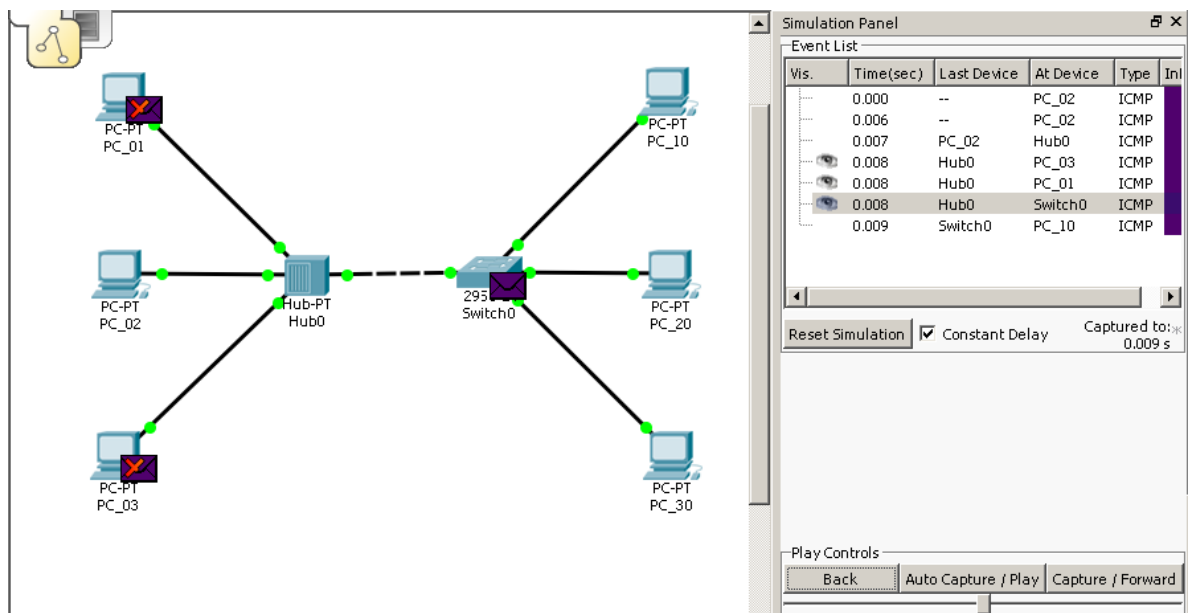 Simulation Panel
Event List
Vis. Time(sec) Last Device At Device Type Inf
0.000 -- PC_02 ICMP
0.006 -- PC_02 ICMP
0.007 PC_02 Hub0 ICMP
0.008 Hub0 PC_03 ICMP
0.008 Hub0 PC_01 ICMP
0.008 Hub0 Switch0 ICMP
0.009 Switch0 PC_10 ICMP
Reset Simulation Constant Delay Captured to:*
0.009 s
Play Controls
Back Auto Capture / Play Capture / Forward
PC-PT
PC_01
PC-PT
PC_10
PC-PT
PC_02
Hub-PT
Hub0
Switch0
PC-PT
PC_20
PC-PT
PC_03
PC-PT
PC_30